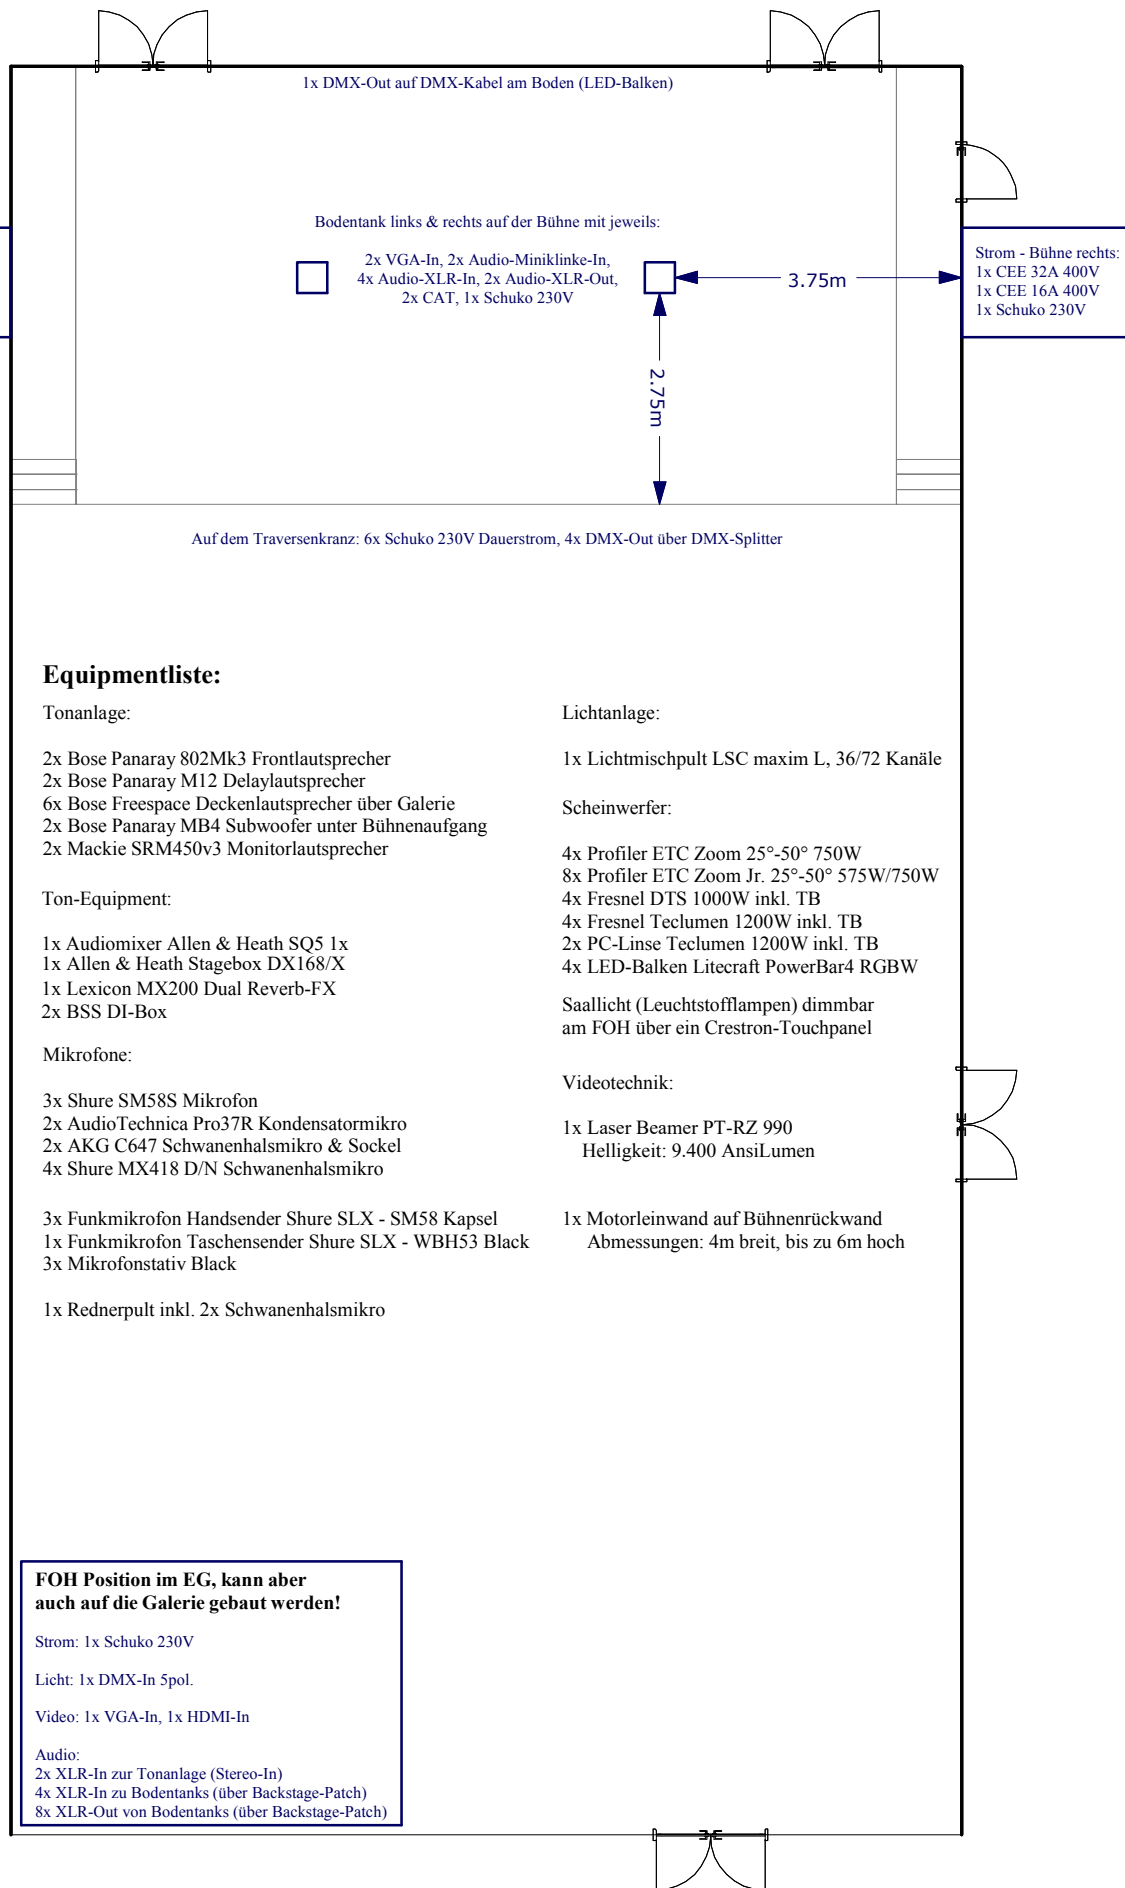 1x DMX-Out auf DMX-Kabel am Boden (LED-Balken)
Bodentank links & rechts auf der Bühne mit jeweils:
2x VGA-In, 2x Audio-Miniklinke-In,
4x Audio-XLR-In, 2x Audio-XLR-Out,
2x CAT, 1x Schuko 230V
3.75m
Strom - Bühne rechts:
1x CEE 32A 400V
1x CEE 16A 400V
1x Schuko 230V
2.75m
Auf dem Traversenkranz: 6x Schuko 230V Dauerstrom, 4x DMX-Out über DMX-Splitter
Equipmentliste:
Tonanlage:
2x Bose Panaray 802Mk3 Frontlautsprecher
2x Bose Panaray M12 Delaylautsprecher
6x Bose Freespace Deckenlautsprecher über Galerie
2x Bose Panaray MB4 Subwoofer unter Bühnenaufgang
2x Mackie SRM450v3 Monitorlautsprecher
Ton-Equipment:
1x Audiomixer Allen & Heath SQ5 1x
1x Allen & Heath Stagebox DX168/X
1x Lexicon MX200 Dual Reverb-FX
2x BSS DI-Box
Mikrofone:
3x Shure SM58S Mikrofon
2x AudioTechnica Pro37R Kondensatormikro
2x AKG C647 Schwanenhalsmikro & Sockel
4x Shure MX418 D/N Schwanenhalsmikro
3x Funkmikrofon Handsender Shure SLX - SM58 Kapsel
1x Funkmikrofon Taschensender Shure SLX - WBH53 Black
3x Mikrofonstativ Black
1x Rednerpult inkl. 2x Schwanenhalsmikro
Lichtanlage:
1x Lichtmischpult LSC maxim L, 36/72 Kanäle
Scheinwerfer:
4x Profiler ETC Zoom 25°-50° 750W
8x Profiler ETC Zoom Jr. 25°-50° 575W/750W
4x Fresnel DTS 1000W inkl. TB
4x Fresnel Teclumen 1200W inkl. TB
2x PC-Linse Teclumen 1200W inkl. TB
4x LED-Balken Litecraft PowerBar4 RGBW
Saallicht (Leuchtstofflampen) dimmbar
am FOH über ein Crestron-Touchpanel
Videotechnik:
1x Laser Beamer PT-RZ 990
Helligkeit: 9.400 AnsiLumen
1x Motorleinwand auf Bühnenrückwand
Abmessungen: 4m breit, bis zu 6m hoch
FOH Position im EG, kann aber
auch auf die Galerie gebaut werden!
Strom: 1x Schuko 230V
Licht: 1x DMX-In 5pol.
Video: 1x VGA-In, 1x HDMI-In
Audio:
2x XLR-In zur Tonanlage (Stereo-In)
4x XLR-In zu Bodentanks (über Backstage-Patch)
8x XLR-Out von Bodentanks (über Backstage-Patch)